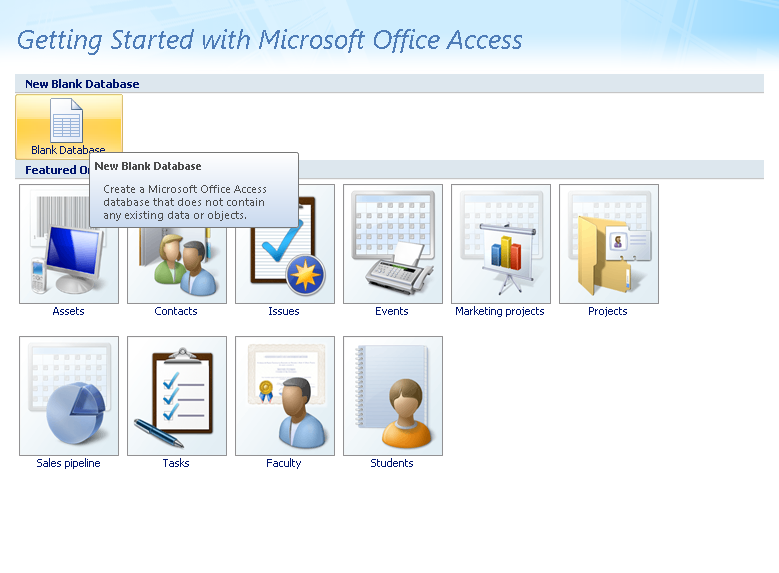 Getting Started with Microsoft Office Access
New Blank Database
Blank Database
New Blank Database
Featured
Create a Microsoft Office Access
database that does not contain
any existing data or objects.
Assets
Contacts
Issues
Events
Marketing projects
Projects
Sales pipeline
Tasks
Faculty
Students